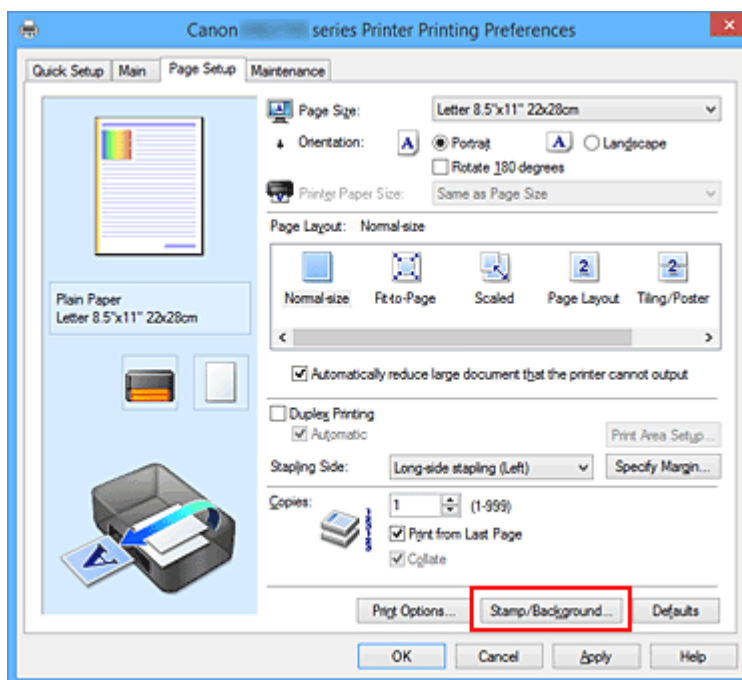 Canon series Printer Printing Preferences
Quick Setup Main Page Setup Maintenance
Page Size: Letter 8.5"x11" 22x28cm
Orientation: A Portrait A Landscape
Rotate 180 degrees
Printer Paper Size: Same as Page Size
Page Layout: Normal-size
2 2
Normal-size Fit-to-Page Scaled Page Layout Tiling/Poster
Plain Paper
Letter 8.5"x11" 22x28cm
Automatically reduce large document that the printer cannot output
Duplex Printing
Automatic
Print Area Setup...
Stapling Side: Long-side stapling (Left) Specify Margin...
Copies: 1 (1-999)
Print from Last Page
Collate
A
Print Options... Stamp/Background... Defaults
OK Cancel Apply Help